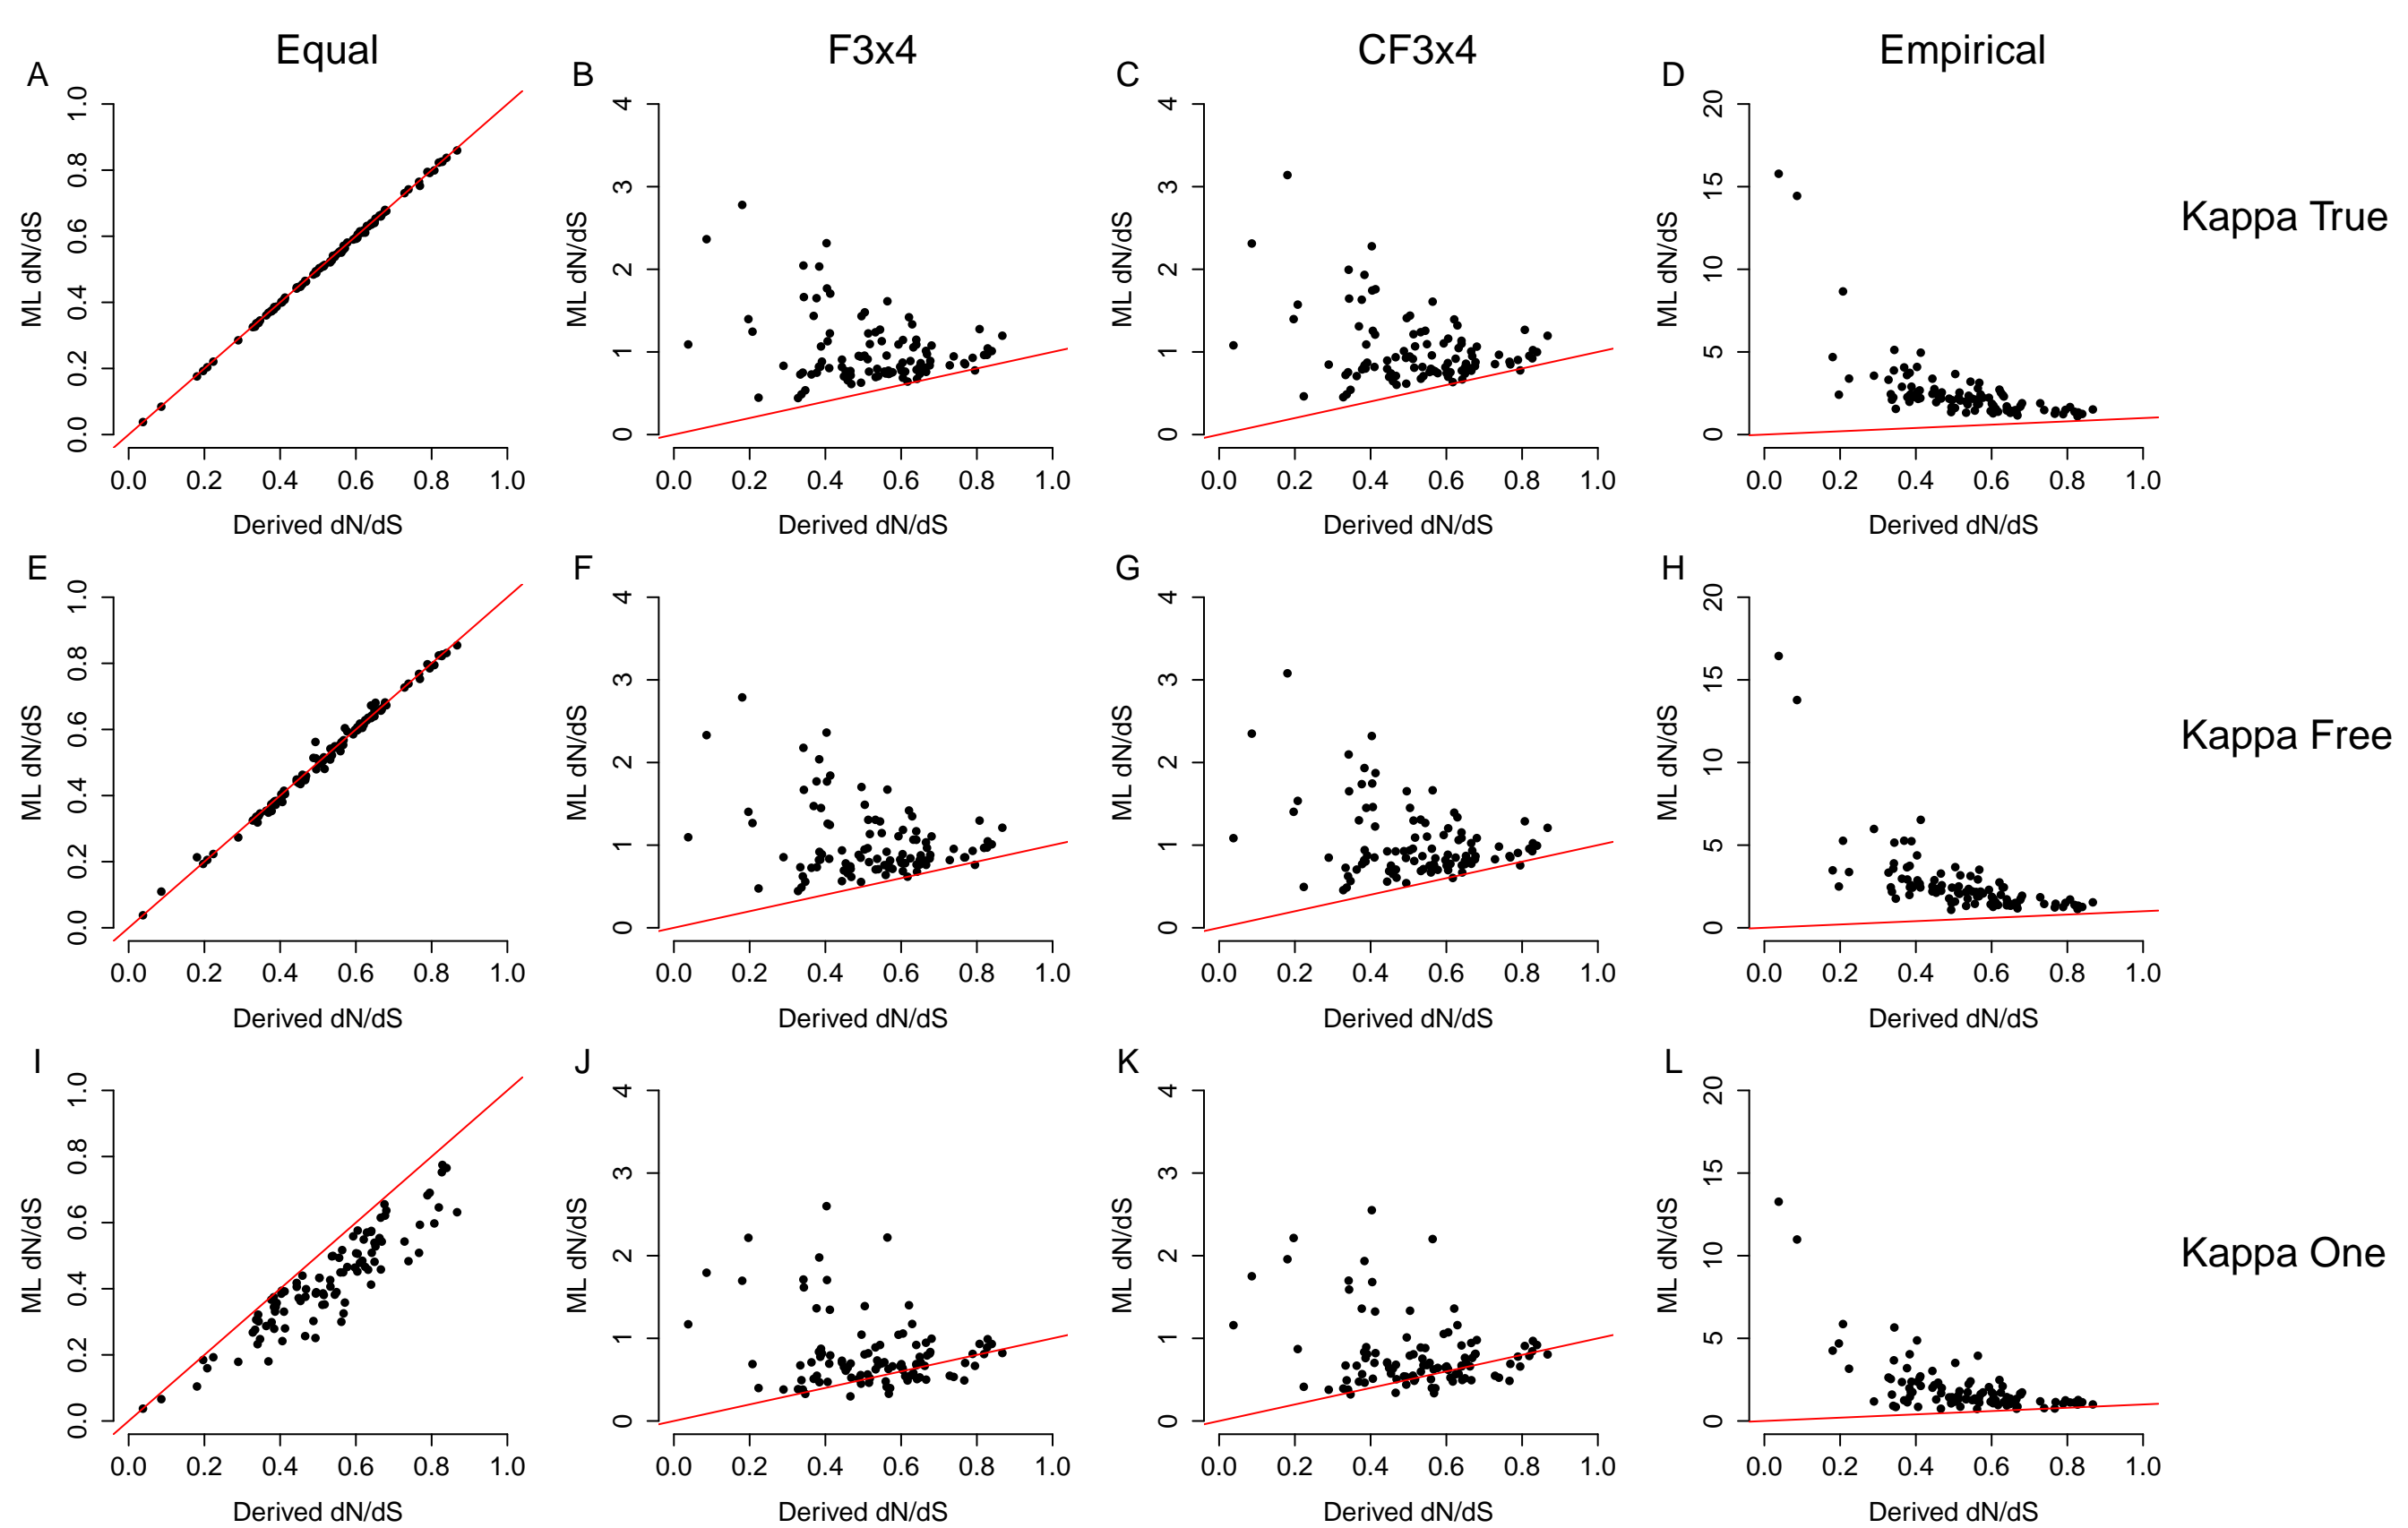 Equal F3x4 CF3x4 Empirical
A B C D
ML dN/dS 0.0 0.2 0.4 0.6 0.8 1.0
ML dN/dS 0 1 2 3 4
ML dN/dS 0 1 2 3 4
ML dN/dS 0 5 10 15 20
Kappa True
0.0 0.2 0.4 0.6 0.8 1.0 0.0 0.2 0.4 0.6 0.8 1.0 0.0 0.2 0.4 0.6 0.8 1.0 0.0 0.2 0.4 0.6 0.8 1.0
Derived dN/dS Derived dN/dS Derived dN/dS Derived dN/dS
E F G H
ML dN/dS 0.0 0.2 0.4 0.6 0.8 1.0
ML dN/dS 0 1 2 3 4
ML dN/dS 0 1 2 3 4
ML dN/dS 0 5 10 15 20
Kappa Free
0.0 0.2 0.4 0.6 0.8 1.0 0.0 0.2 0.4 0.6 0.8 1.0 0.0 0.2 0.4 0.6 0.8 1.0 0.0 0.2 0.4 0.6 0.8 1.0
Derived dN/dS Derived dN/dS Derived dN/dS Derived dN/dS
I J K L
ML dN/dS 0.0 0.2 0.4 0.6 0.8 1.0
ML dN/dS 0 1 2 3 4
ML dN/dS 0 1 2 3 4
ML dN/dS 0 5 10 15 20
Kappa One
0.0 0.2 0.4 0.6 0.8 1.0 0.0 0.2 0.4 0.6 0.8 1.0 0.0 0.2 0.4 0.6 0.8 1.0 0.0 0.2 0.4 0.6 0.8 1.0
Derived dN/dS Derived dN/dS Derived dN/dS Derived dN/dS